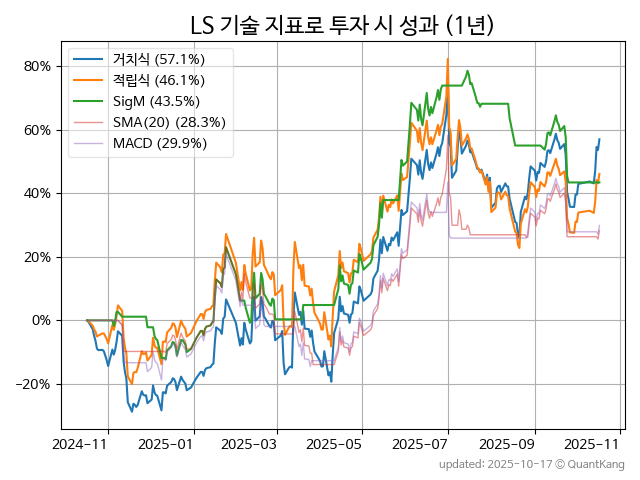 LS 기술 지표로 투자 시 성과 (1년)
거치식 (57.1%)
적립식 (46.1%)
SigM (43.5%)
SMA(20) (28.3%)
MACD (29.9%)
80%
60%
40%
20%
0%
−20%
2024−11
2025−01
2025−03
2025−05
2025−07
2025−09
2025−11
updated: 2025-10-17 © QuantKang